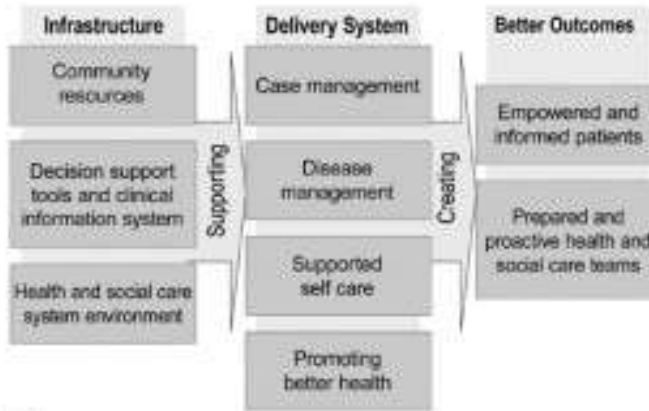 Infrastructure
Community
resources
Decision support
tools and clinical
information system
Health and social care
system environment
Supporting
Delivery System
Case management
Disease
management
Supported
self care
Promoting
better health
Creating
Better Outcomes
Empowered and
informed patients
Prepared and
proactive health and
social care teams